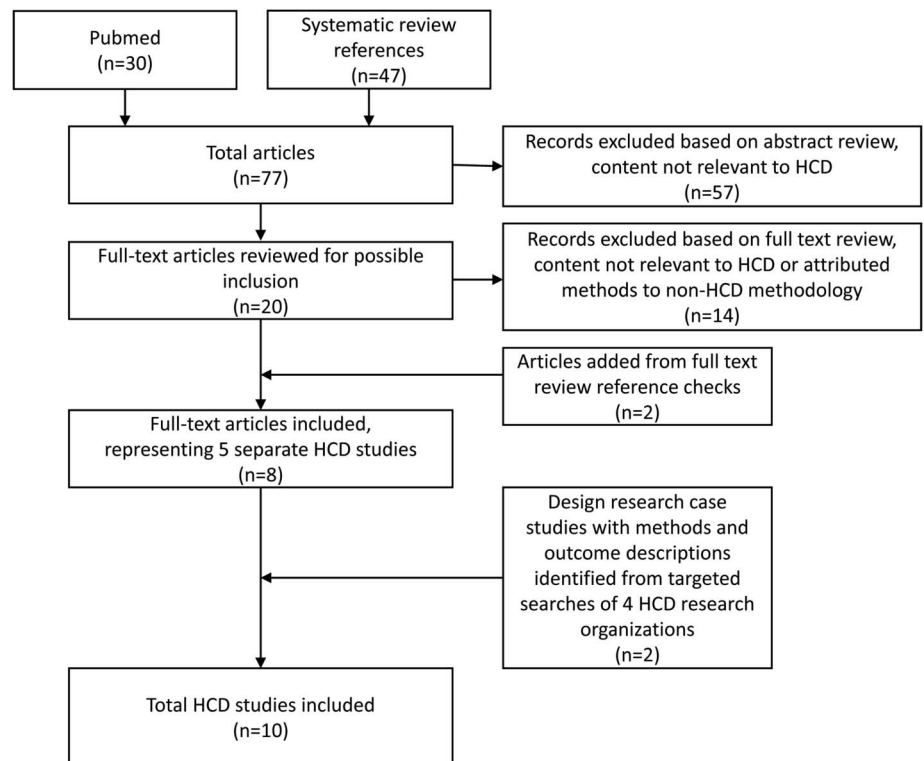 Pubmed
(n=30)
Systematic review
references
(n=47)
Total articles
(n=77)
Records excluded based on abstract review,
content not relevant to HCD
(n=57)
Full-text articles reviewed for possible
inclusion
(n=20)
Records excluded based on full text review,
content not relevant to HCD or attributed
methods to non-HCD methodology
(n=14)
Articles added from full text
review reference checks
(n=2)
Full-text articles included,
representing 5 separate HCD studies
(n=8)
Design research case
studies with methods and
outcome descriptions
identified from targeted
searches of 4 HCD research
organizations
(n=2)
Total HCD studies included
(n=10)